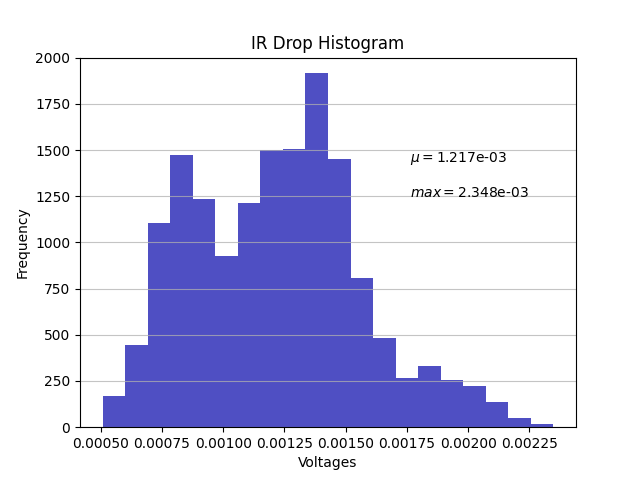 IR Drop Histogram
2000
1750
1500
1250
1000
750
500
250
0
Frequency
μ = 1.217e-03
max = 2.348e-03
0.00050 0.00075 0.00100 0.00125 0.00150 0.00175 0.00200 0.00225
Voltages